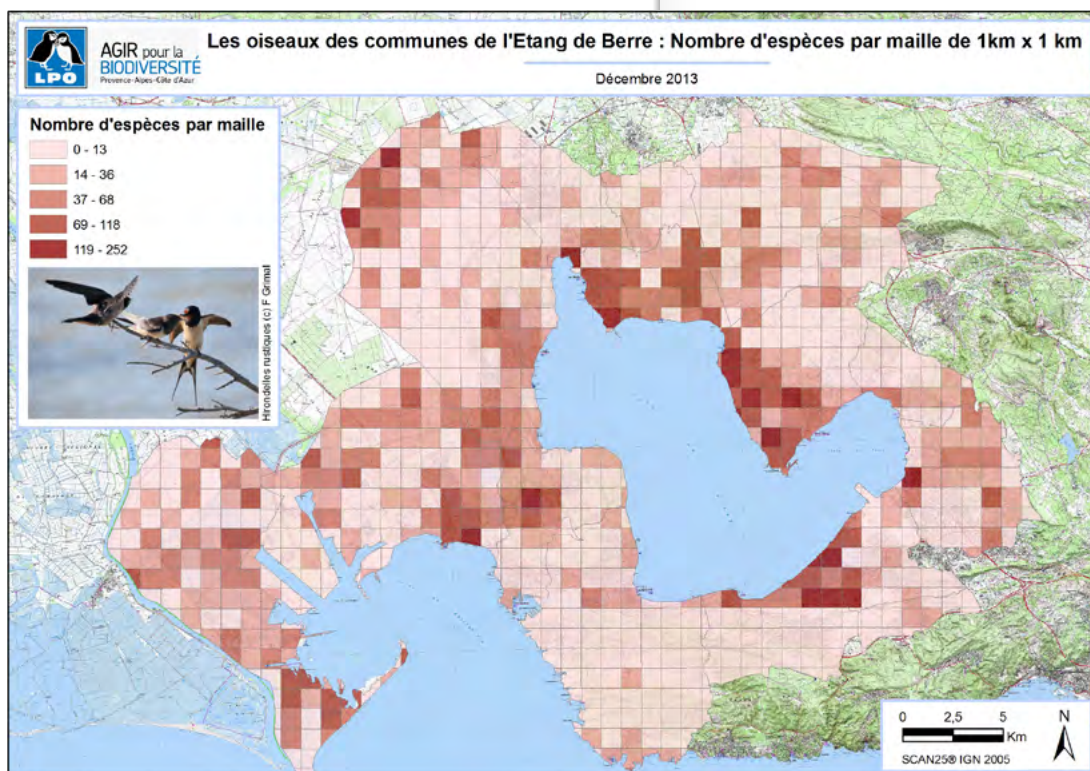 LPO
AGIR pour la
BIODIVERSITÉ
Provence-Alpes-Côte d'Azur
Les oiseaux des communes de l'Etang de Berre : Nombre d'espèces par maille de 1km x 1 km
Décembre 2013
Nombre d'espèces par maille
0 - 13
14 - 36
37 - 68
69 - 118
119 - 252
Hirondelles rustiques (c) F Grimal
0 2,5 5
Km
N
SCAN25® IGN 2005